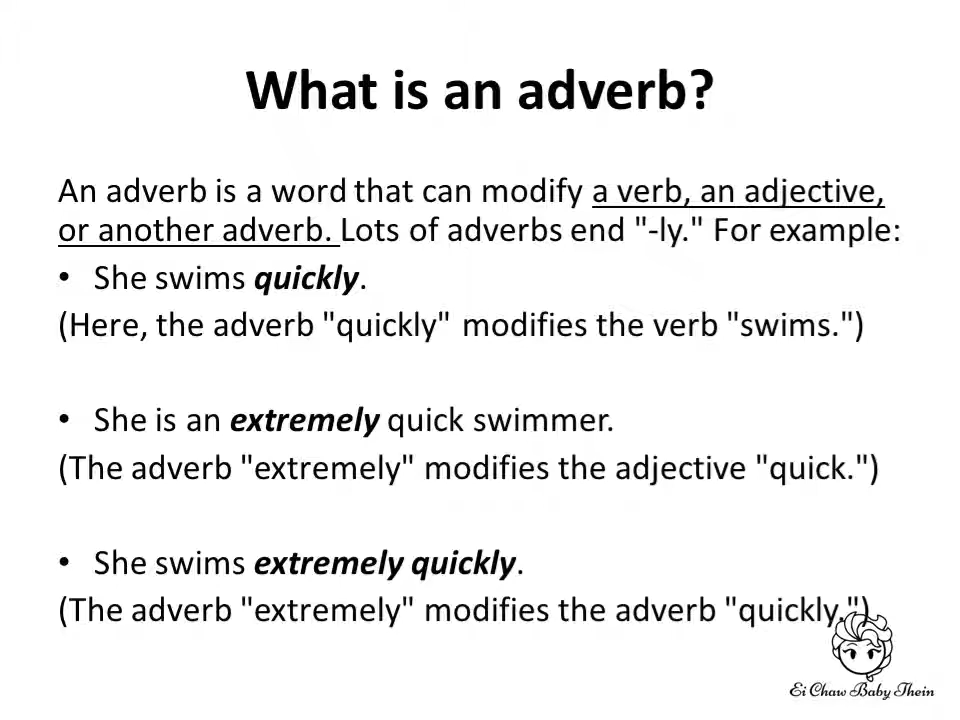 What is an adverb?
An adverb is a word that can modify a verb, an adjective,
or another adverb. Lots of adverbs end "-ly." For example:
• She swims quickly.
(Here, the adverb "quickly" modifies the verb "swims.")
• She is an extremely quick swimmer.
(The adverb "extremely" modifies the adjective "quick.")
• She swims extremely quickly.
(The adverb "extremely" modifies the adverb "quickly.")
Ei Chaw Baby Thein